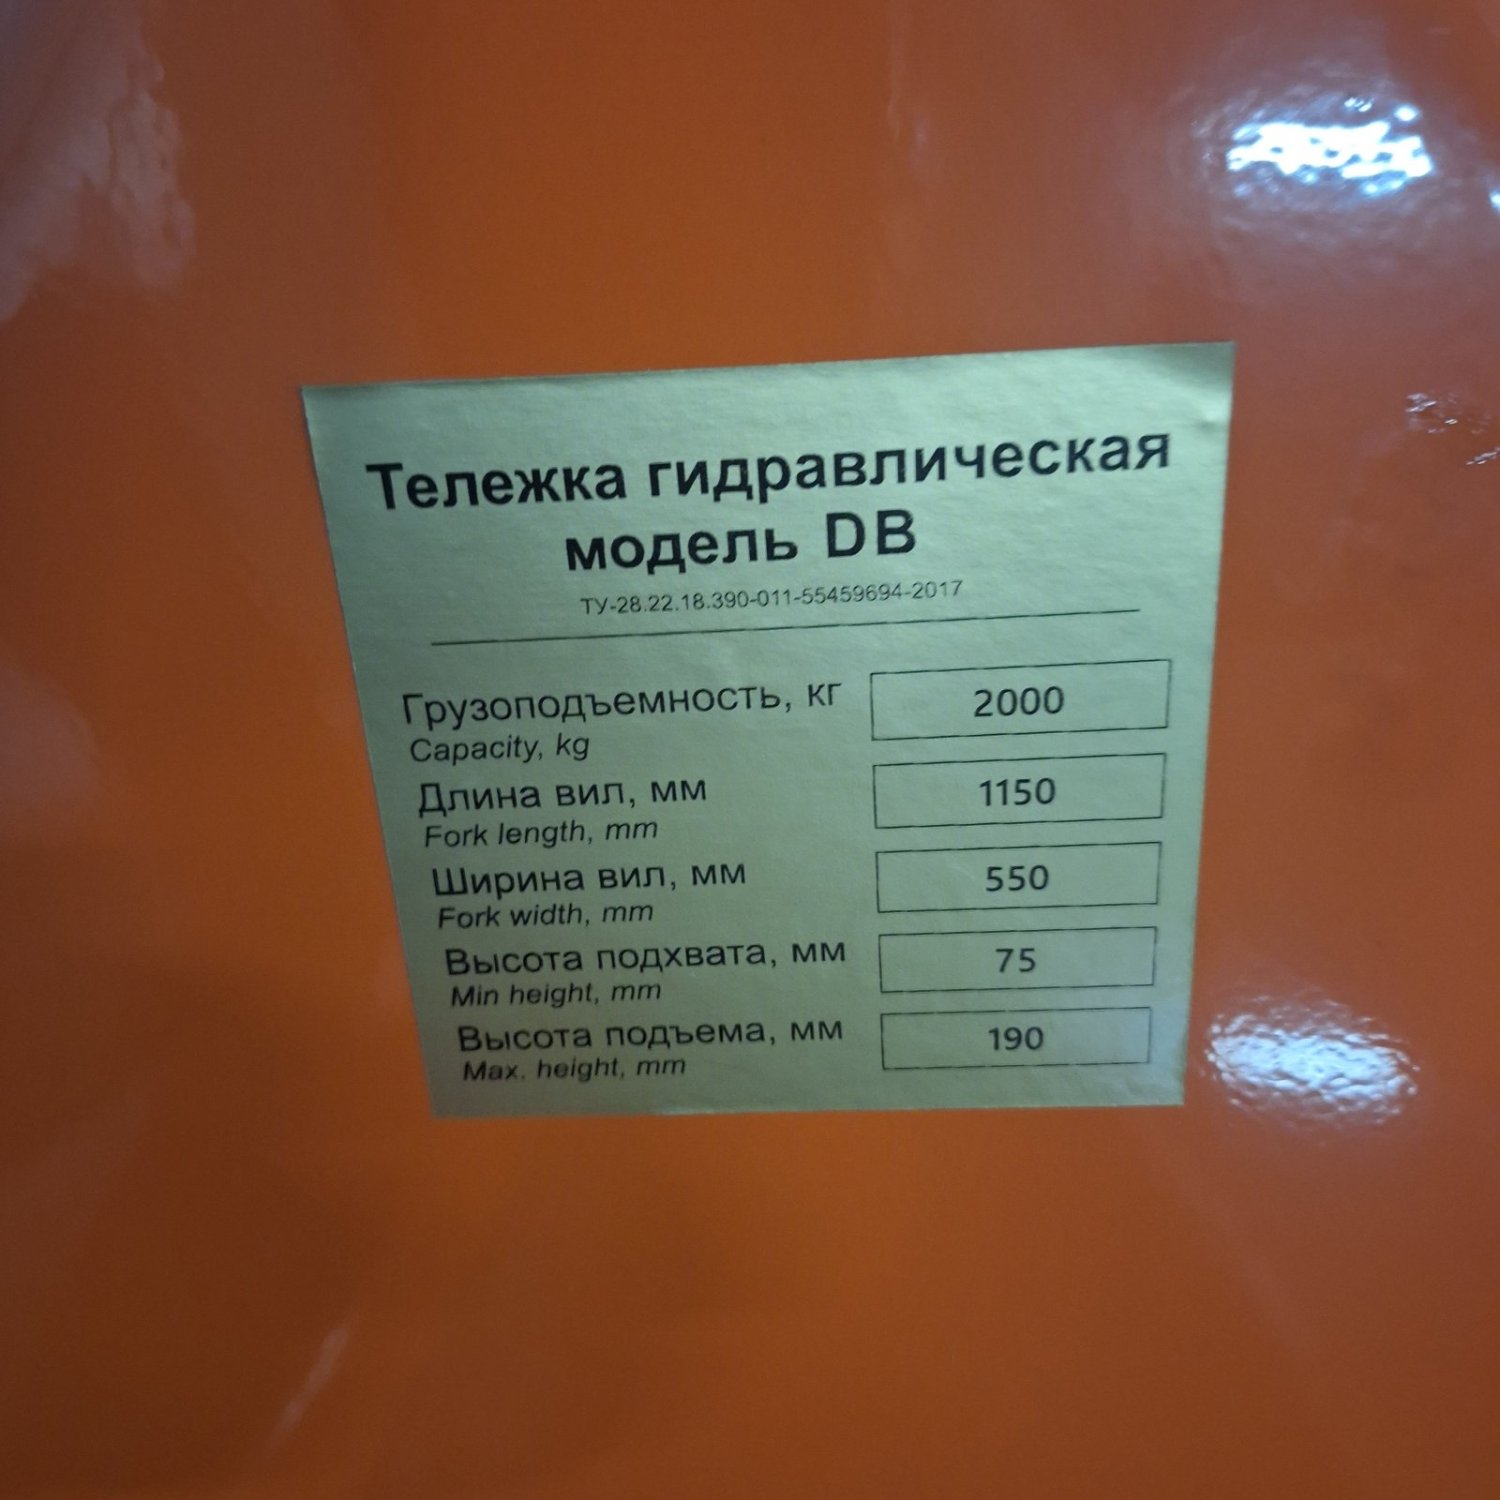 Тележка гидравлическая
модель DB
ТУ-28.22.18.390-011-55459694-2017
Грузоподъемность, кг 2000
Capacity, kg
Длина вил, мм 1150
Fork length, mm
Ширина вил, мм 550
Fork width, mm
Высота подхвата, мм 75
Min height, mm
Высота подъема, мм 190
Max. height, mm